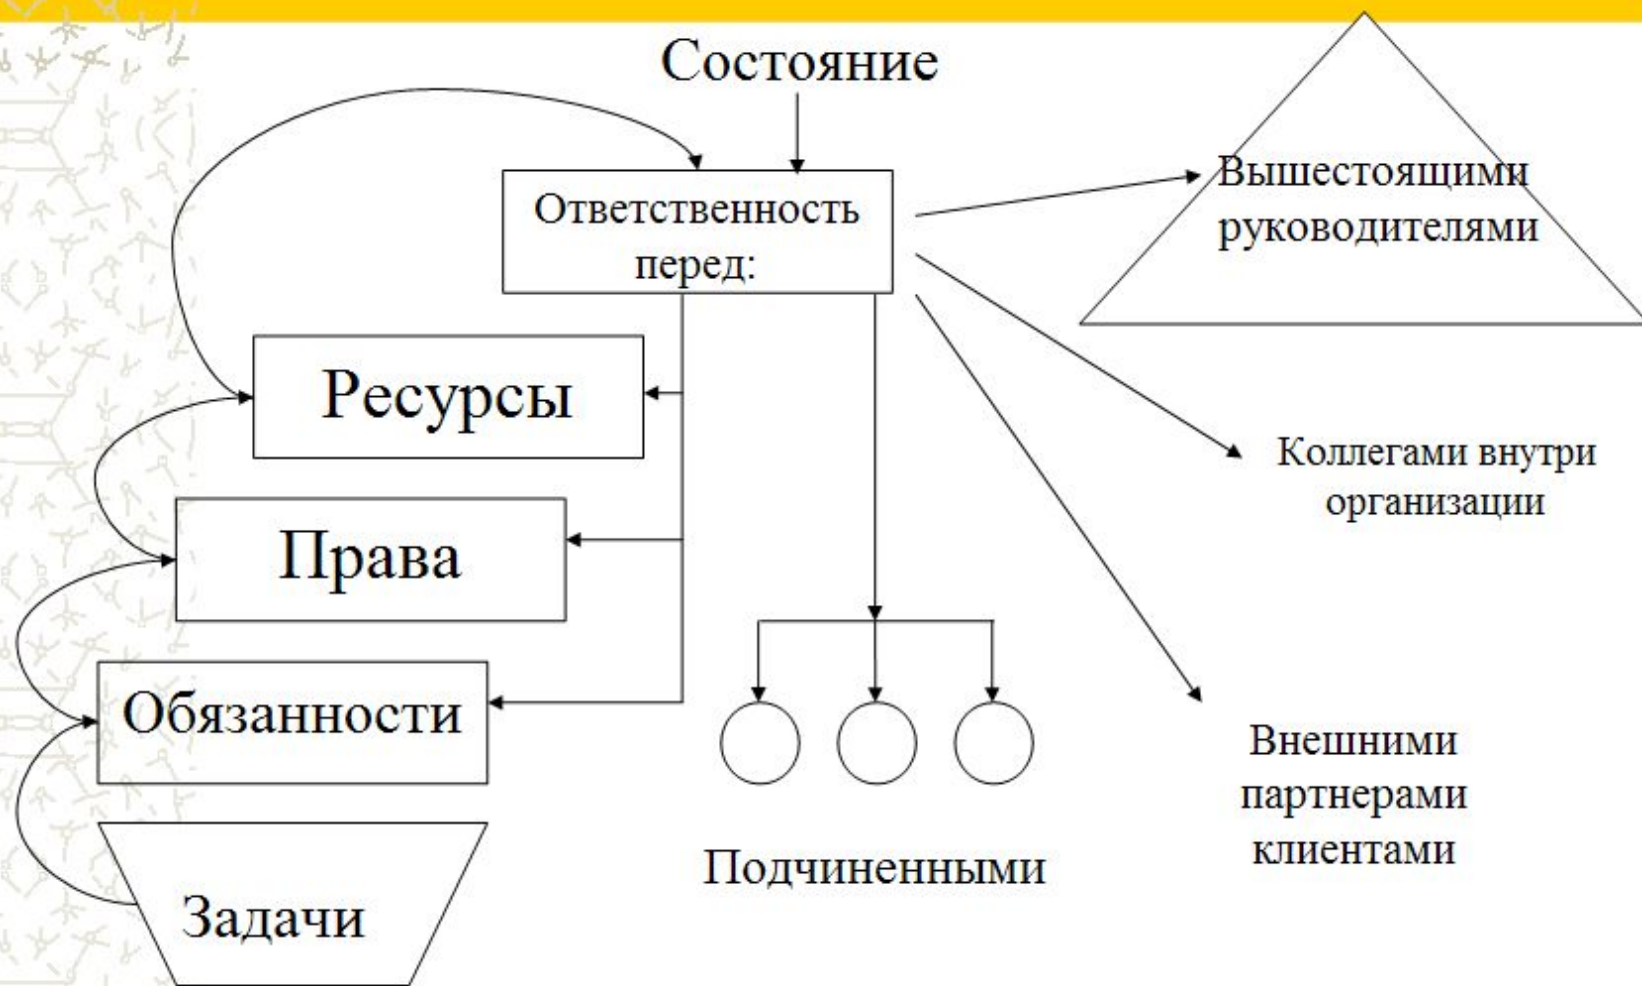 Состояние
Ответственность
перед:
Вышестоящими
руководителями
Ресурсы
Коллегами внутри
организации
Права
Обязанности
Внешними
партнерами
клиентами
Подчиненными
Задачи